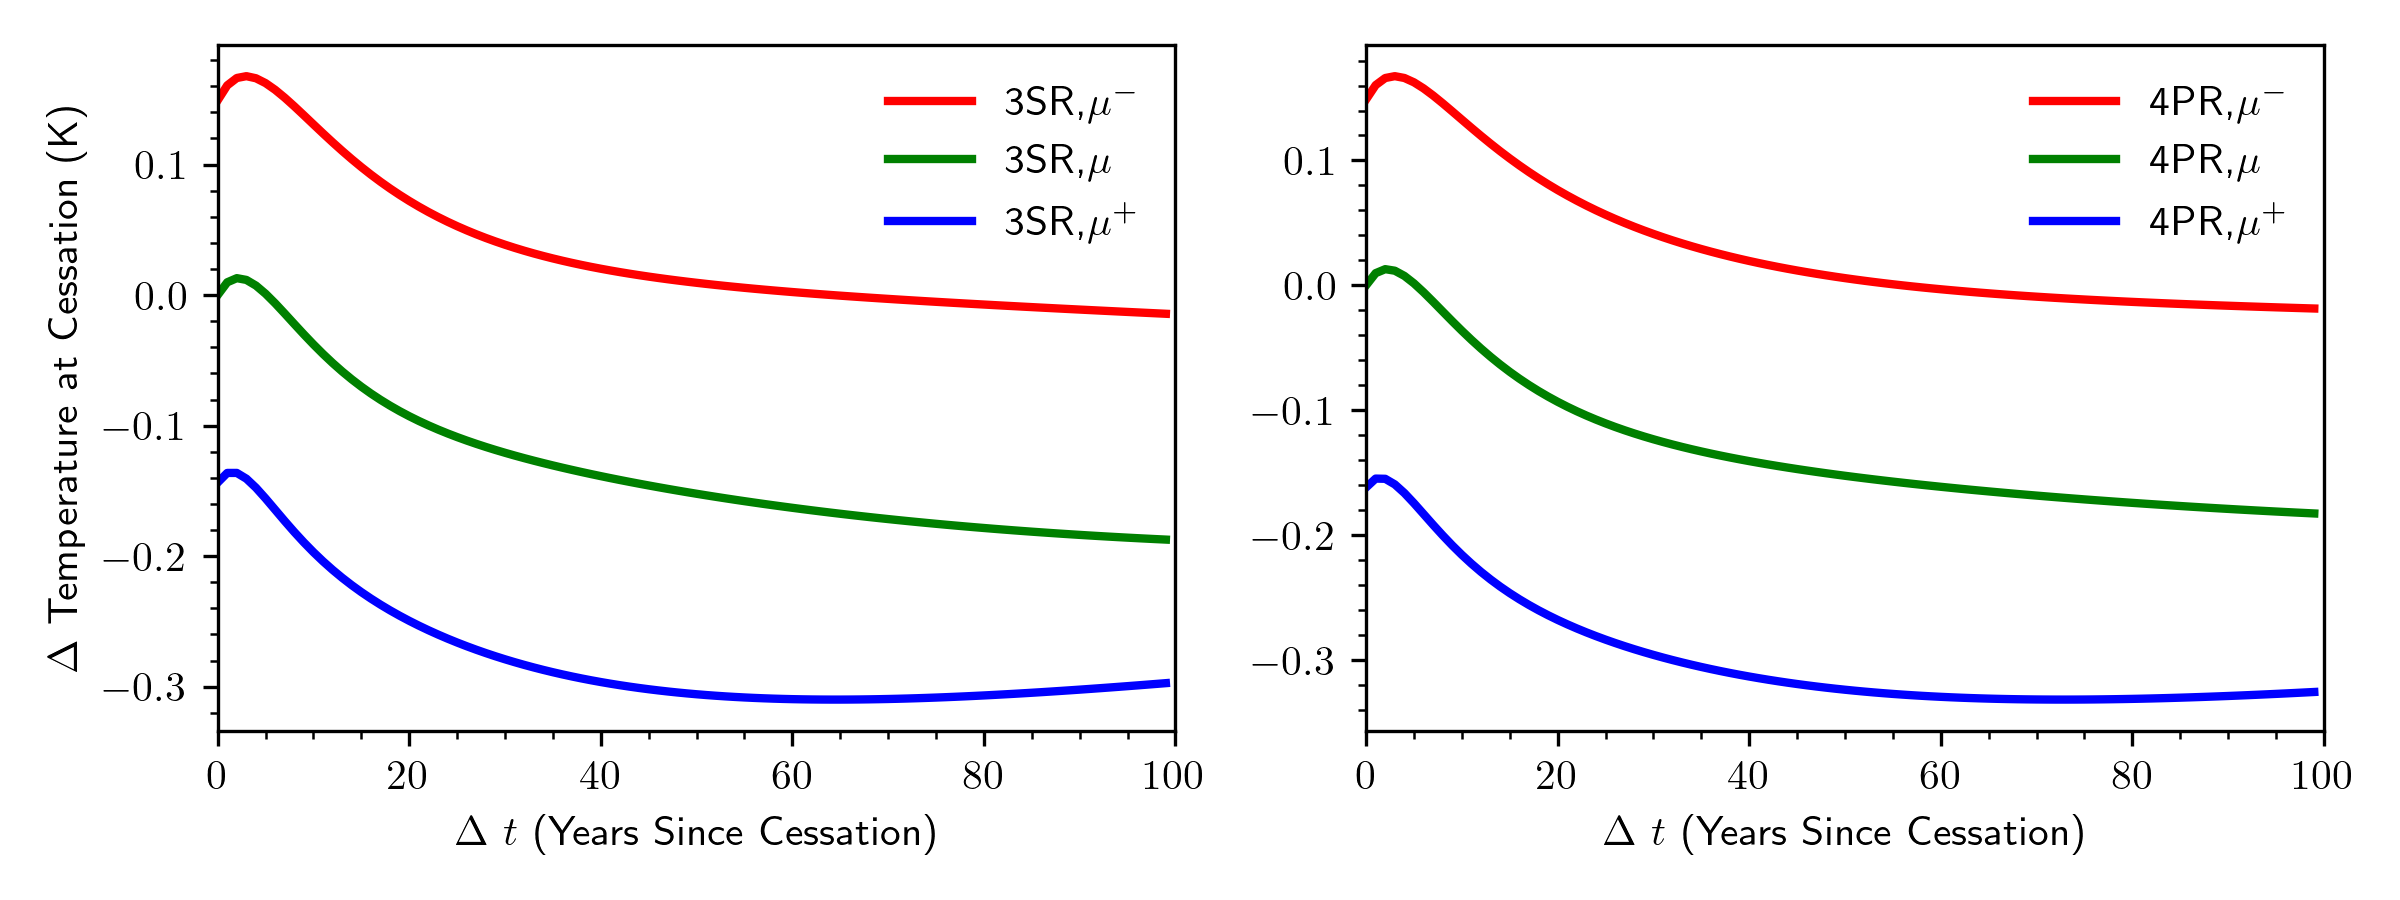 Δ Temperature at Cessation (K)
0.1
0.0
−0.1
−0.2
−0.3
3SR,μ⁻
3SR,μ
3SR,μ⁺
0 20 40 60 80 100
Δ t (Years Since Cessation)
0.1
0.0
−0.1
−0.2
−0.3
4PR,μ⁻
4PR,μ
4PR,μ⁺
0 20 40 60 80 100
Δ t (Years Since Cessation)